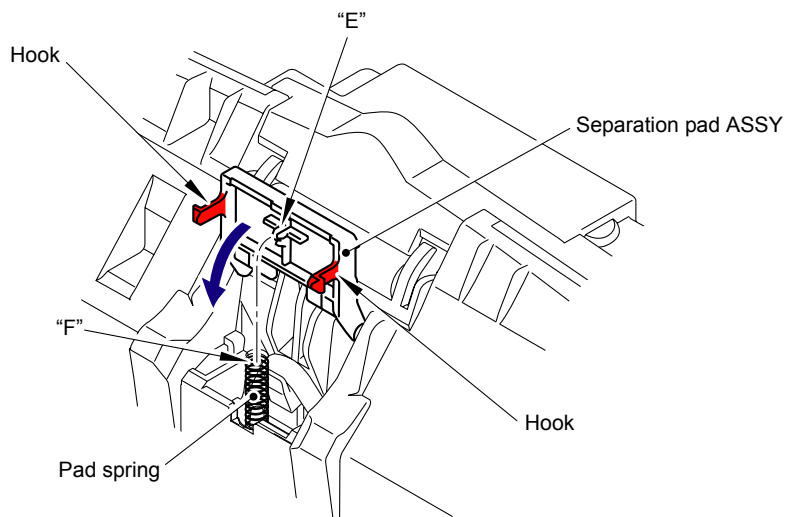 “E”
Hook
Separation pad ASSY
“F”
Hook
Pad spring